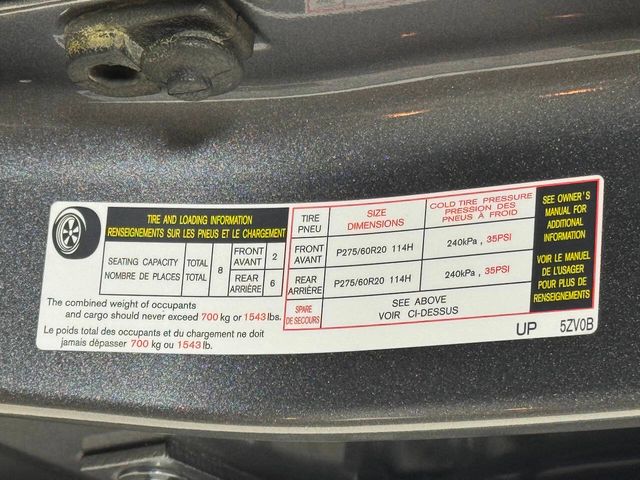 TIRE AND LOADING INFORMATION
RENSEIGNEMENTS SUR LES PNEUS ET LE CHARGEMENT
SEATING CAPACITY
NOMBRE DE PLACES
TOTAL
TOTAL
8
FRONT
AVANT
2
REAR
ARRIÈRE
6
The combined weight of occupants
and cargo should never exceed 700 kg or 1543 lbs.
Le poids total des occupants et du chargement ne doit
jamais dépasser 700 kg ou 1543 lb.
TIRE
PNEU
SIZE
DIMENSIONS
COLD TIRE PRESSURE
PRESSION DES
PNEUS À FROID
FRONT
AVANT
P275/60R20 114H
240kPa , 35PSI
REAR
ARRIÈRE
P275/60R20 114H
240kPa , 35PSI
SPARE
DE SECOURS
SEE ABOVE
VOIR CI-DESSUS
SEE OWNER'S
MANUAL FOR
ADDITIONAL
INFORMATION
VOIR LE MANUEL
DE L'USAGER
POUR PLUS DE
RENSEIGNEMENTS
UP 5ZV0B